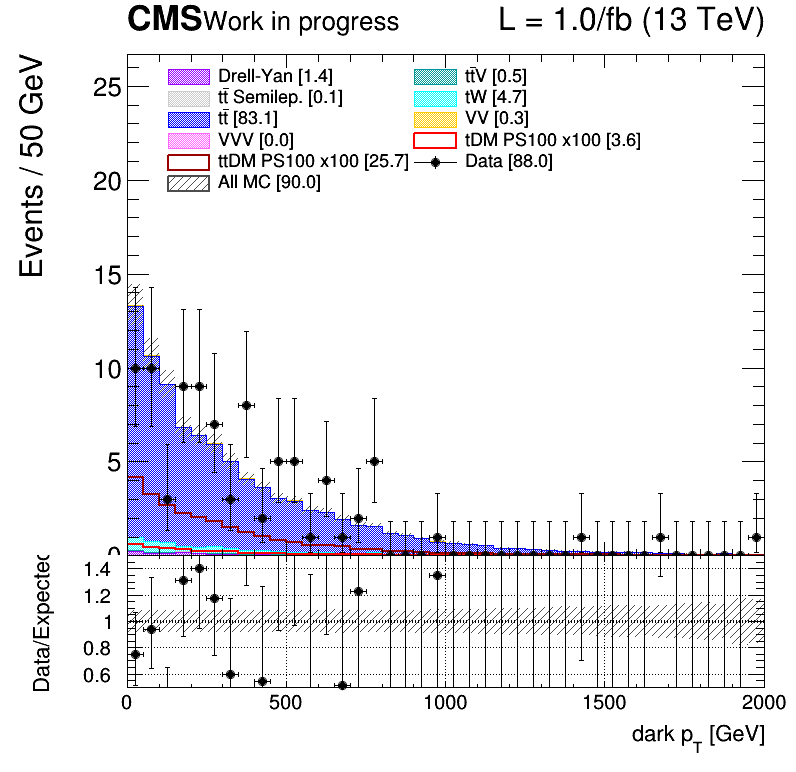 CMS Work in progress L = 1.0/fb (13 TeV)
Drell-Yan [1.4] tt̄V [0.5]
tt̄ Semilep. [0.1] tW [4.7]
tt̄ [83.1] VV [0.3]
VVV [0.0] tDM PS100 x100 [3.6]
ttDM PS100 x100 [25.7] Data [88.0]
All MC [90.0]
Events / 50 GeV
25
20
15
10
5
0
Data/Expected
1.4
1.2
1
0.8
0.6
0 500 1000 1500 2000
dark p_T [GeV]